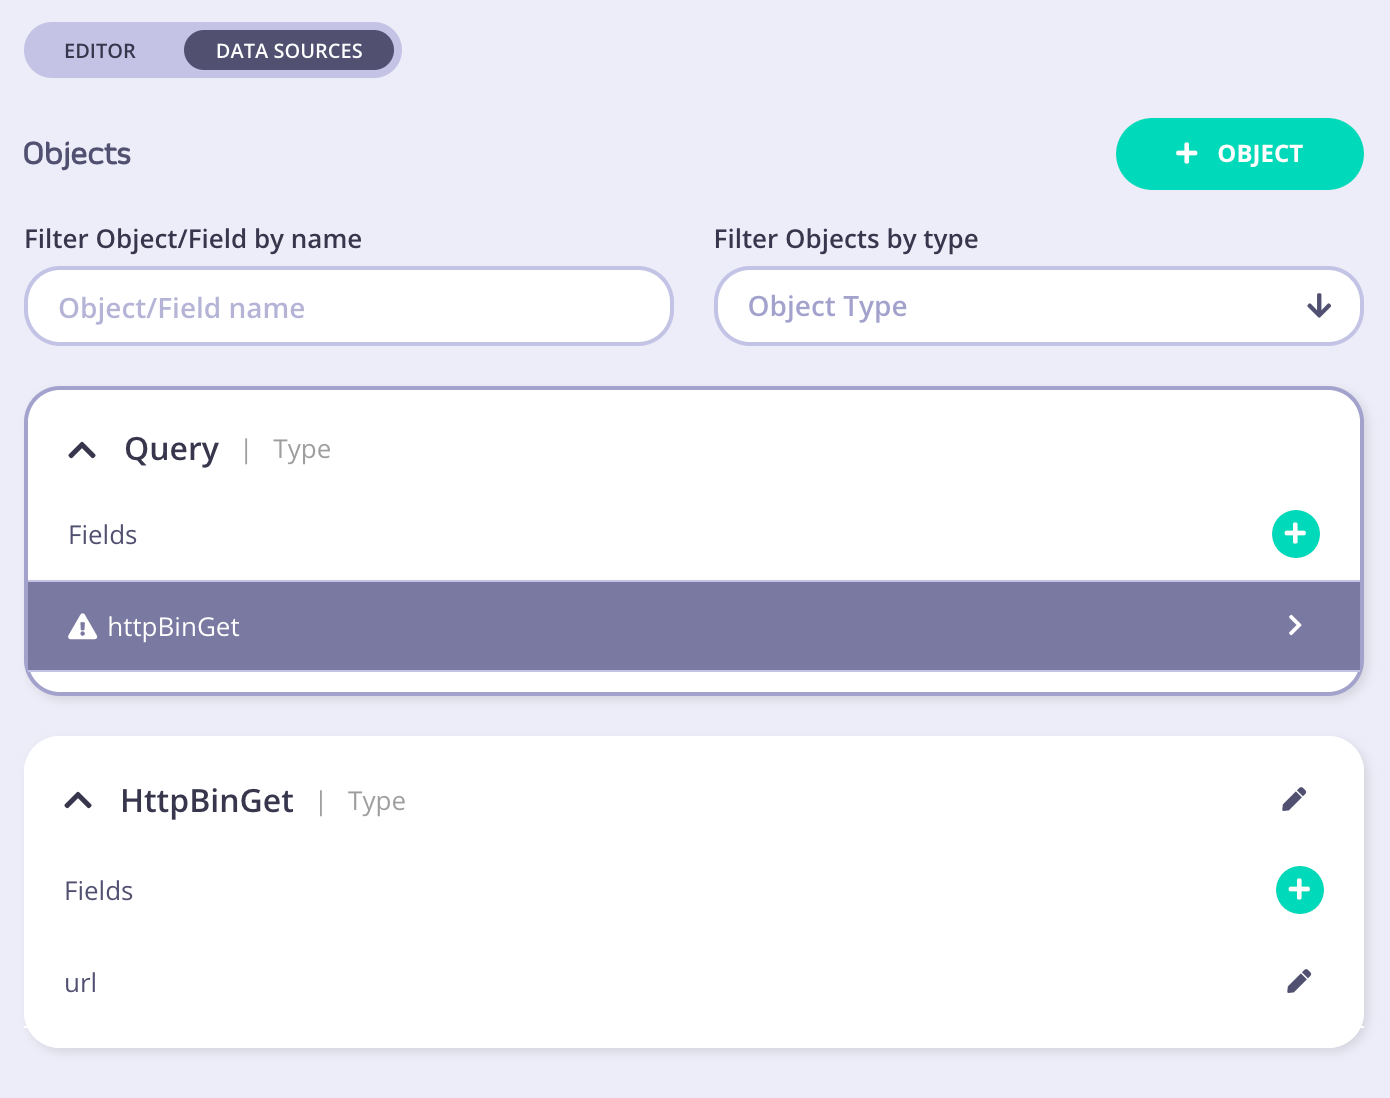 EDITOR DATA SOURCES
Objects
OBJECT
Filter Object/Field by name
Filter Objects by type
Object/Field name
Object Type
Query | Type
Fields
httpBinGet
HttpBinGet | Type
Fields
url